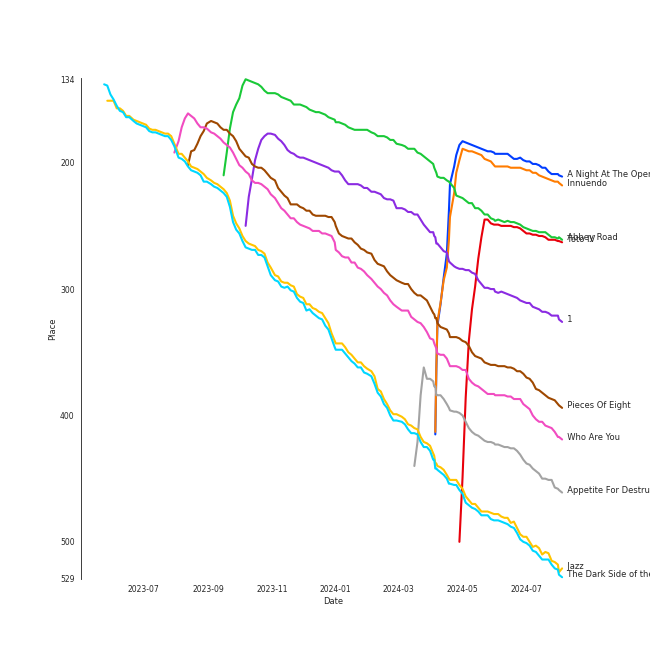 134
200
300
400
500
529
Place
2023-07
2023-09
2023-11
2024-01
2024-03
2024-05
2024-07
Date
A Night At The Oper
Innuendo
Abbey Road
1
Pieces Of Eight
Who Are You
Appetite For Destru
Jazz
The Dark Side of the